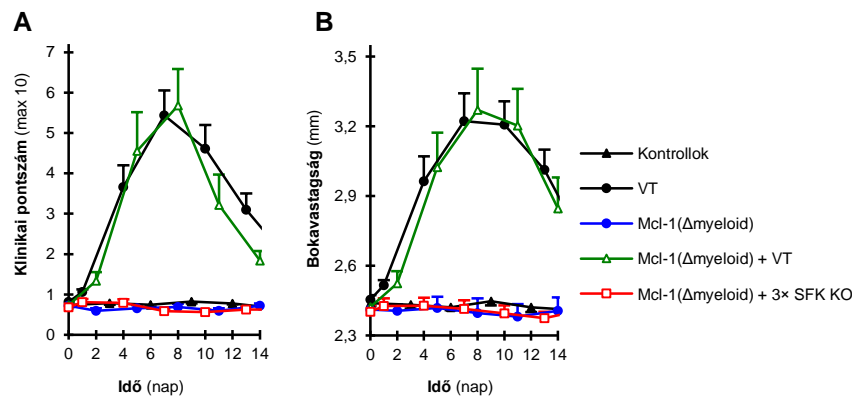 A
Klinikai pontszám (max 10)
7
6
5
4
3
2
1
0
0 2 4 6 8 10 12 14
Idő (nap)
B
Bokavastagság (mm)
3,5
3,2
2,9
2,6
2,3
0 2 4 6 8 10 12 14
Idő (nap)
Kontrollok
VT
Mcl-1(Δmyeloid)
Mcl-1(Δmyeloid) + VT
Mcl-1(Δmyeloid) + 3× SFK KO